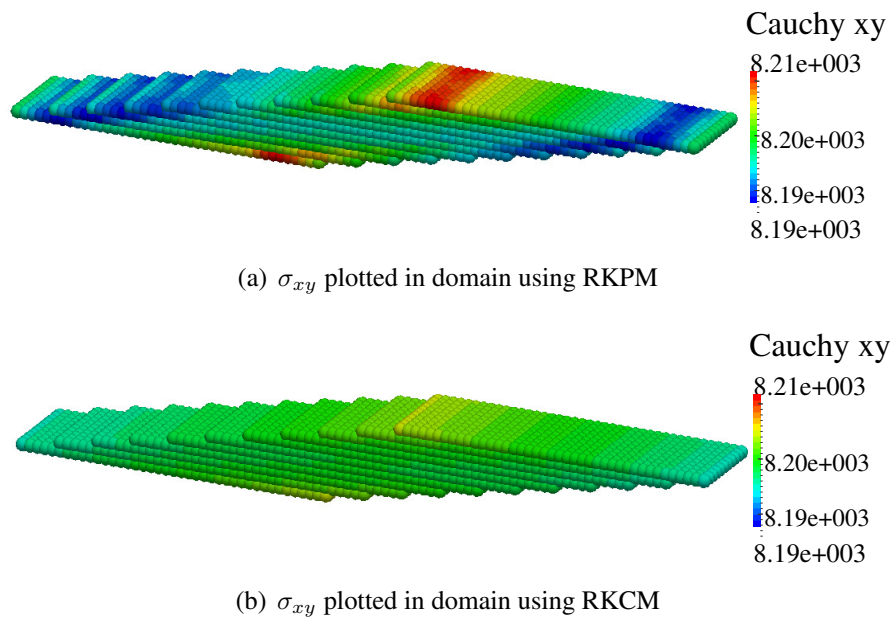 Cauchy xy
8.21e+003
8.20e+003
8.19e+003
8.19e+003
(a) σxy plotted in domain using RKPM
Cauchy xy
8.21e+003
8.20e+003
8.19e+003
8.19e+003
(b) σxy plotted in domain using RKCM